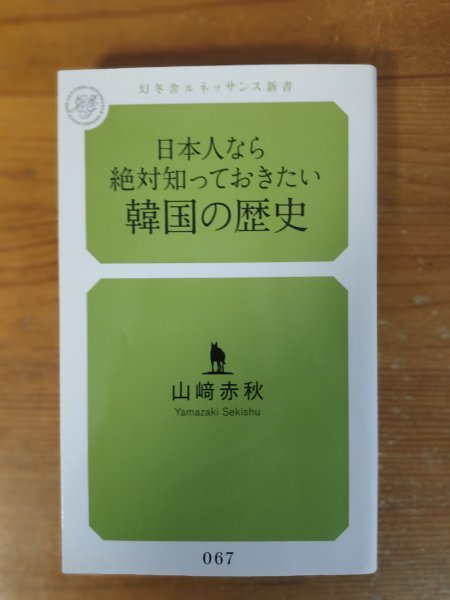 幻冬舎ルネッサンス新書
日本人なら
絶対知っておきたい
韓国の歴史
山﨑赤秋
Yamazaki Sekishu
067